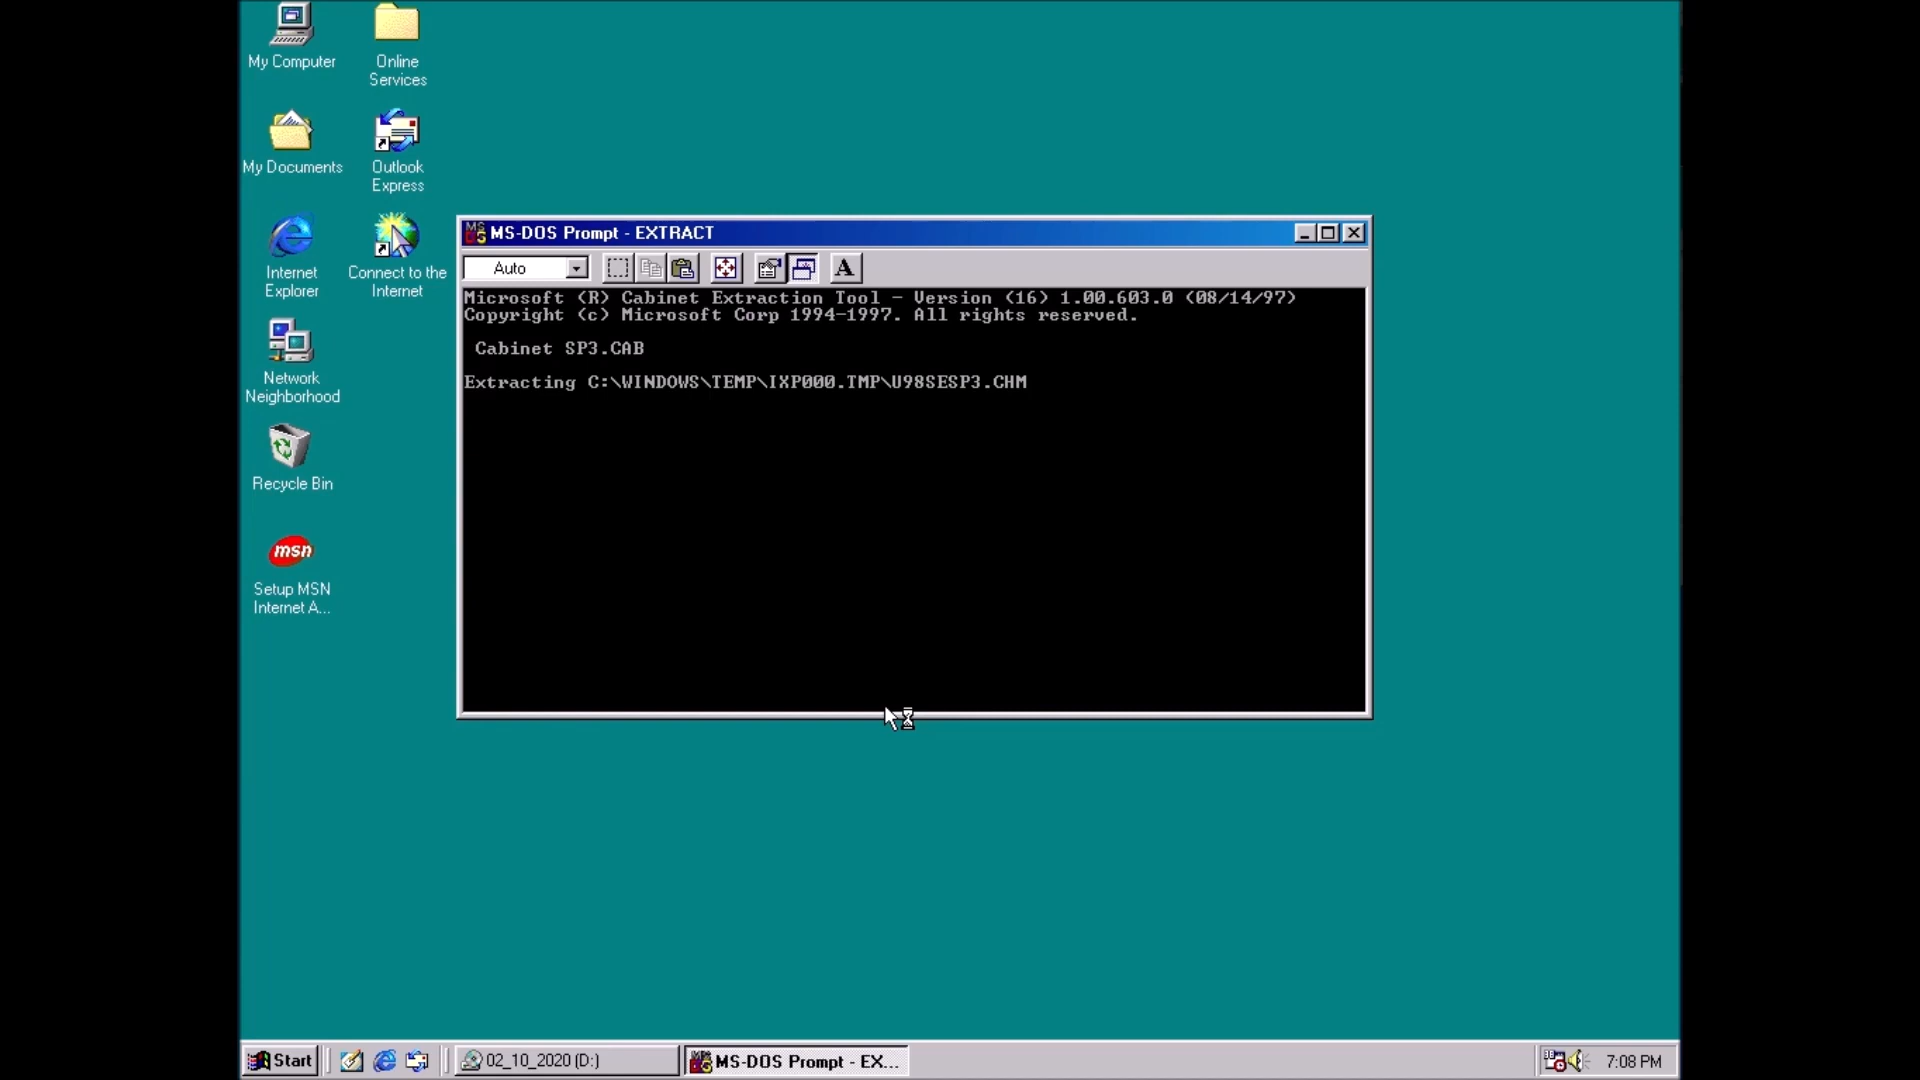 My Computer
Online
Services
My Documents
Outlook
Express
Internet
Explorer
Connect to the
Internet
Network
Neighborhood
Recycle Bin
msn
Setup MSN
Internet A...
MS-DOS Prompt - EXTRACT
Auto
A
Microsoft (R) Cabinet Extraction Tool - Version (16) 1.00.603.0 (08/14/97)
Copyright (c) Microsoft Corp 1994-1997. All rights reserved.
Cabinet SP3.CAB
Extracting C:\WINDOWS\TEMP\IXP000.TMP\U98SESP3.CHM
Start
02_10_2020 (D:)
MS-DOS Prompt - EX...
7:08 PM